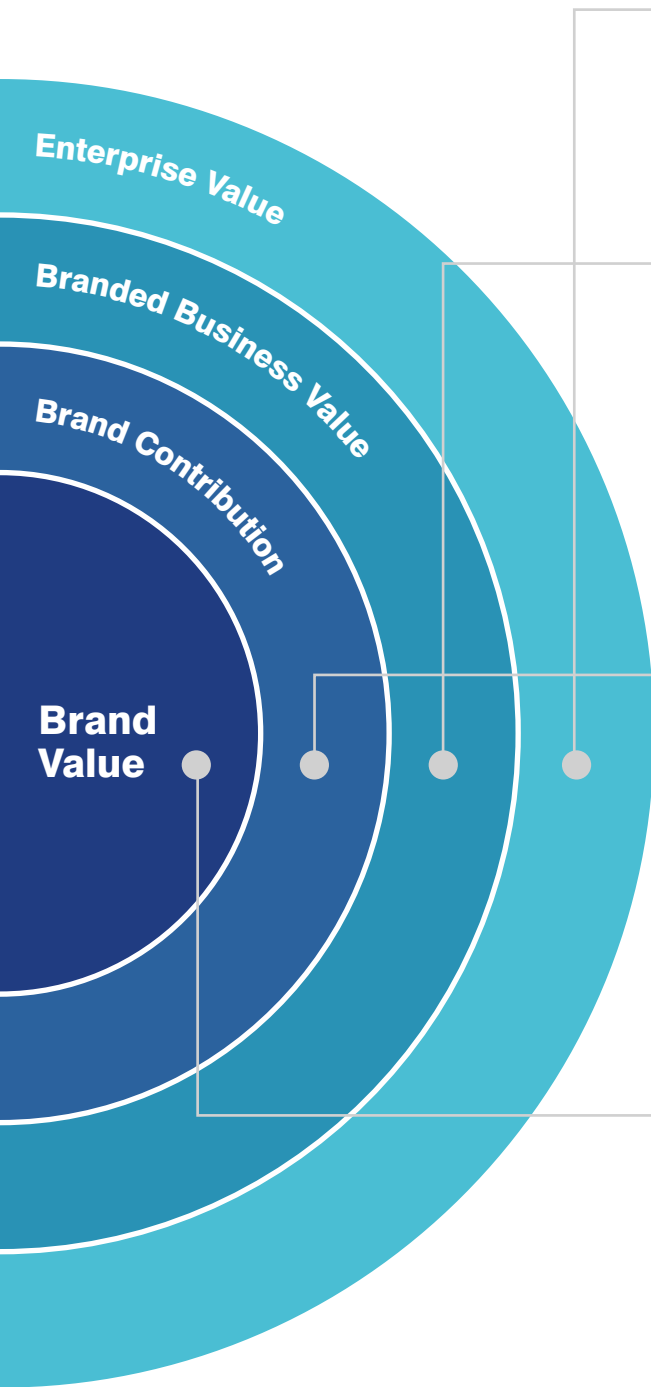 Enterprise Value
Branded Business Value
Brand Contribution
Brand
Value